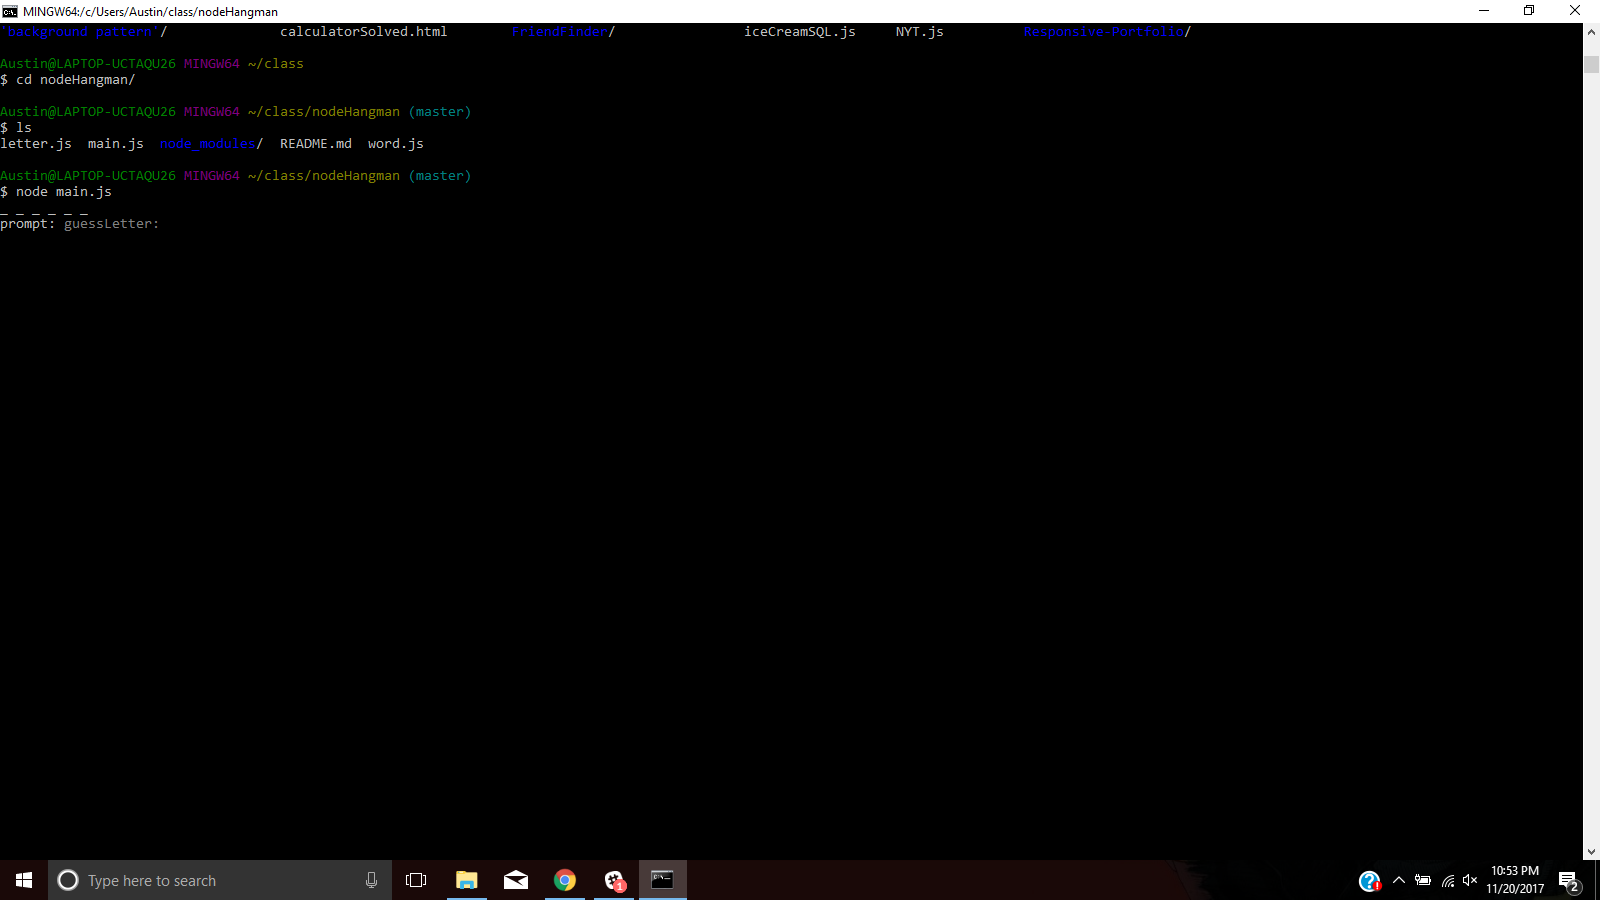 MINGW64:/c/Users/Austin/class/nodeHangman
'background pattern'/ calculatorSolved.html FriendFinder/ iceCreamSQL.js NYT.js Responsive-Portfolio/
Austin@LAPTOP-UCTAQU26 MINGW64 ~/class
$ cd nodeHangman/
Austin@LAPTOP-UCTAQU26 MINGW64 ~/class/nodeHangman (master)
$ ls
letter.js main.js node_modules/ README.md word.js
Austin@LAPTOP-UCTAQU26 MINGW64 ~/class/nodeHangman (master)
$ node main.js
_ _ _ _ _ _
prompt: guessLetter:
Type here to search
1
10:53 PM
11/20/2017
2